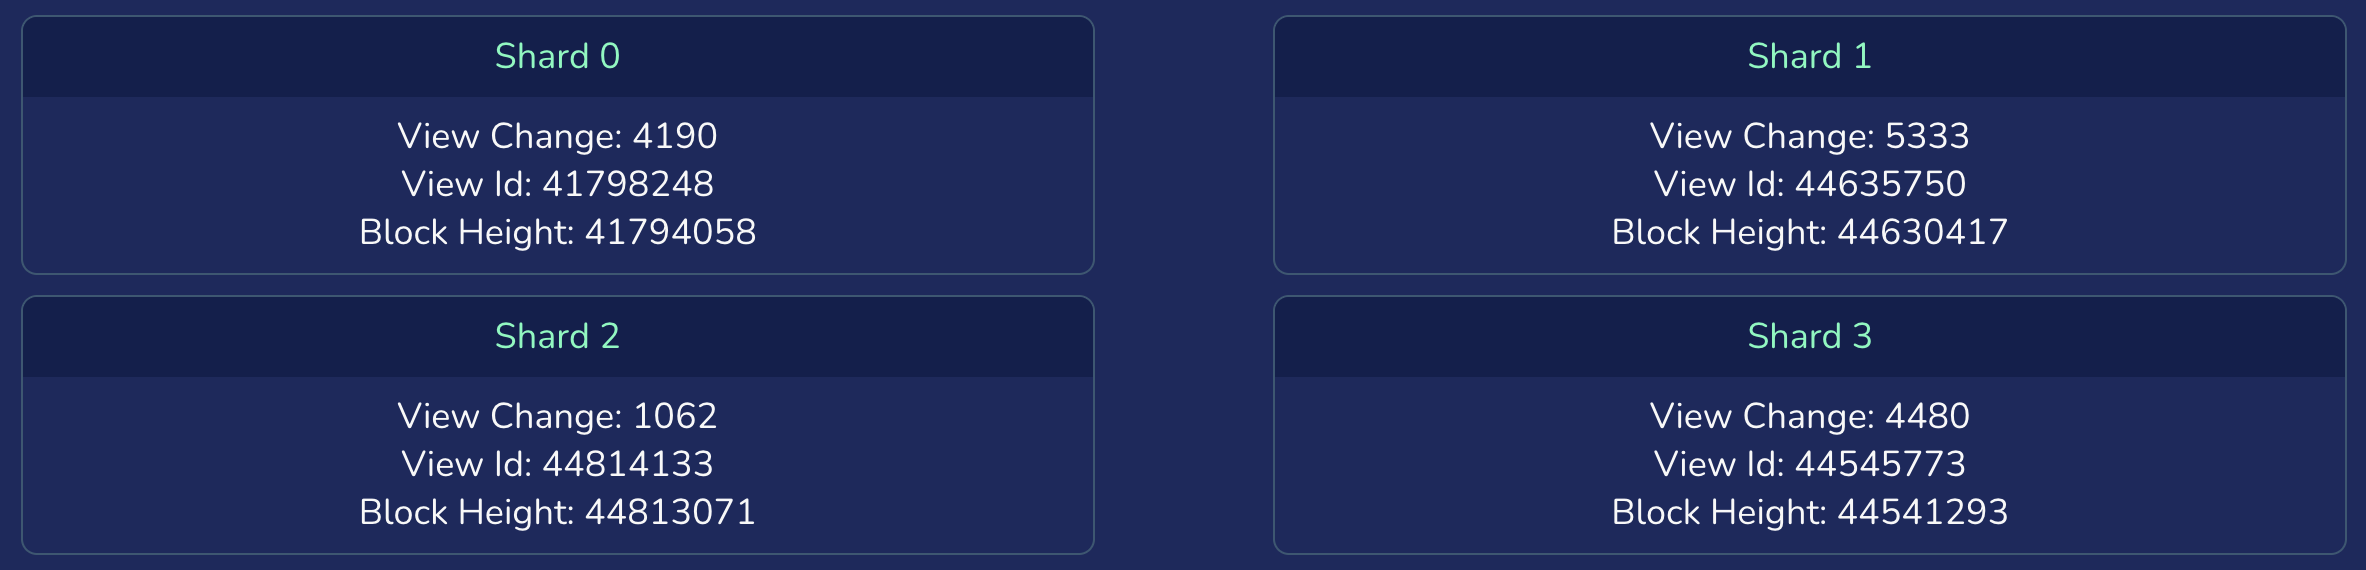 Shard 0
View Change: 4190
View Id: 41798248
Block Height: 41794058
Shard 1
View Change: 5333
View Id: 44635750
Block Height: 44630417
Shard 2
View Change: 1062
View Id: 44814133
Block Height: 44813071
Shard 3
View Change: 4480
View Id: 44545773
Block Height: 44541293